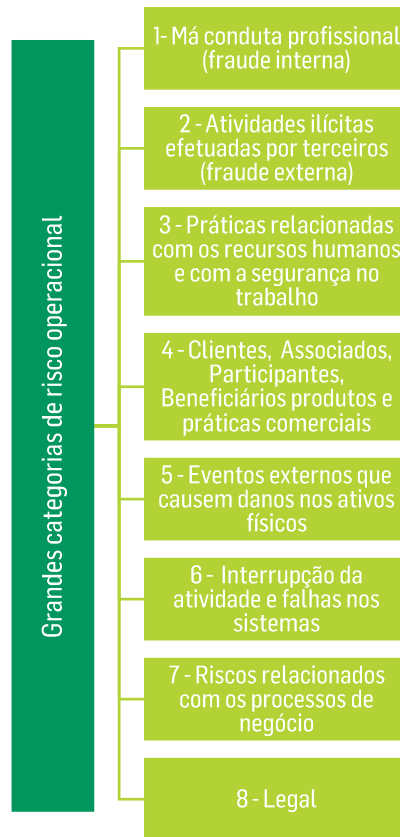 Grandes categorias de risco operacional
1- Má conduta profissional
(fraude interna)
2 - Atividades ilícitas
efetuadas por terceiros
(fraude externa)
3 - Práticas relacionadas
com os recursos humanos
e com a segurança no
trabalho
4 - Clientes, Associados,
Participantes,
Beneficiários produtos e
práticas comerciais
5 - Eventos externos que
causem danos nos ativos
físicos
6 - Interrupção da
atividade e falhas nos
sistemas
7 - Riscos relacionados
com os processos de
negócio
8 - Legal